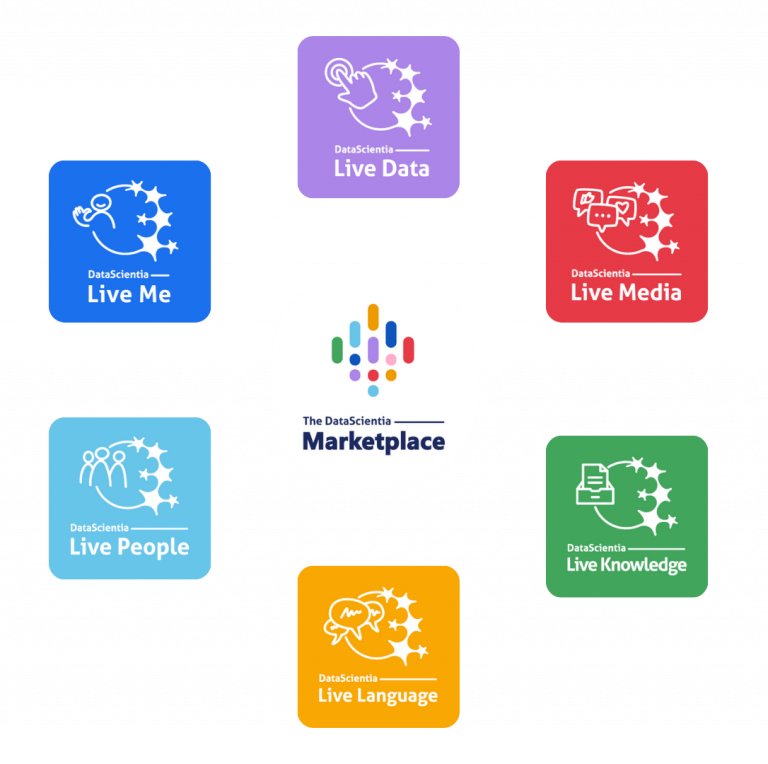 DataScientia
Live Data
DataScientia
Live Me
DataScientia
Live Media
The DataScientia
Marketplace
DataScientia
Live People
DataScientia
Live Knowledge
DataScientia
Live Language